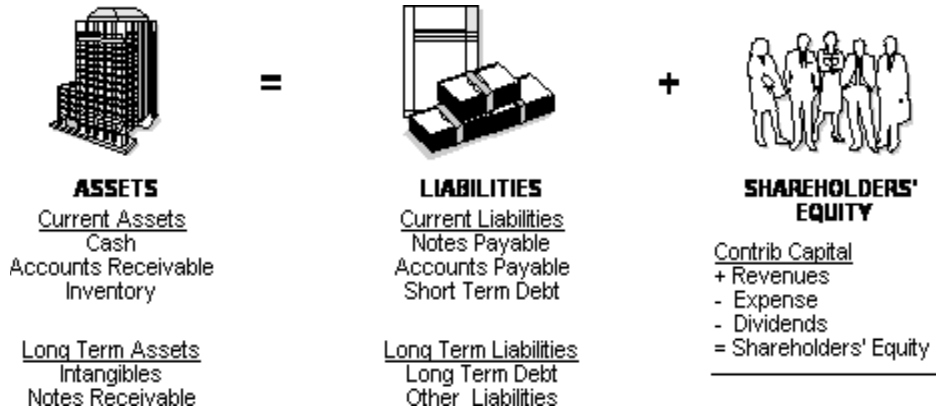 =
+
ASSETS
Current Assets
Cash
Accounts Receivable
Inventory
Long Term Assets
Intangibles
Notes Receivable
LIABILITIES
Current Liabilities
Notes Payable
Accounts Payable
Short Term Debt
Long Term Liabilities
Long Term Debt
Other Liabilities
SHAREHOLDERS'
EQUITY
Contrib Capital
+ Revenues
- Expense
- Dividends
= Shareholders' Equity